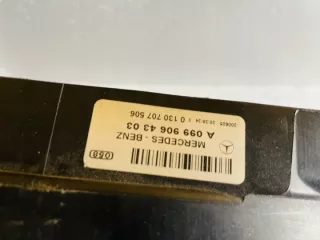 MERCEDES - BENZ
A 099 906 43 03
0 130 707 506